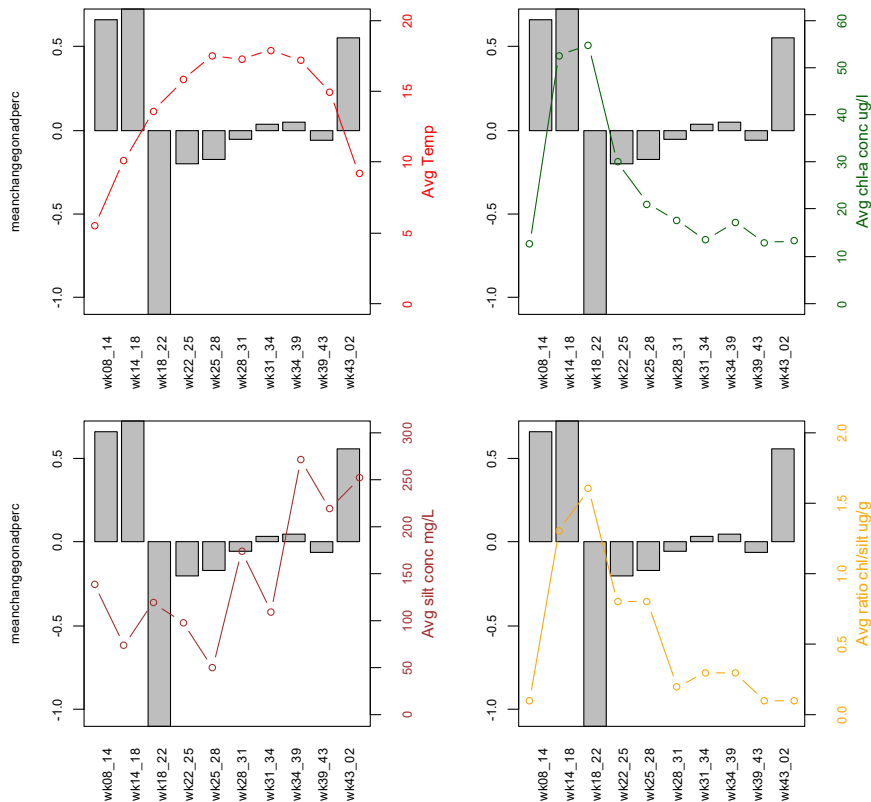 meanchangegonadperc
0.5
0.0
-0.5
-1.0
20
15
10
5
0
Avg Temp
wk08_14
wk14_18
wk18_22
wk22_25
wk25_28
wk28_31
wk31_34
wk34_39
wk39_43
wk43_02
0.5
0.0
-0.5
-1.0
60
50
40
30
20
10
0
Avg chl-a conc ug/l
wk08_14
wk14_18
wk18_22
wk22_25
wk25_28
wk28_31
wk31_34
wk34_39
wk39_43
wk43_02
meanchangegonadperc
0.5
0.0
-0.5
-1.0
300
250
200
150
100
50
0
Avg silt conc mg/L
wk08_14
wk14_18
wk18_22
wk22_25
wk25_28
wk28_31
wk31_34
wk34_39
wk39_43
wk43_02
0.5
0.0
-0.5
-1.0
2.0
1.5
1.0
0.5
0.0
Avg ratio chl/silt ug/g
wk08_14
wk14_18
wk18_22
wk22_25
wk25_28
wk28_31
wk31_34
wk34_39
wk39_43
wk43_02